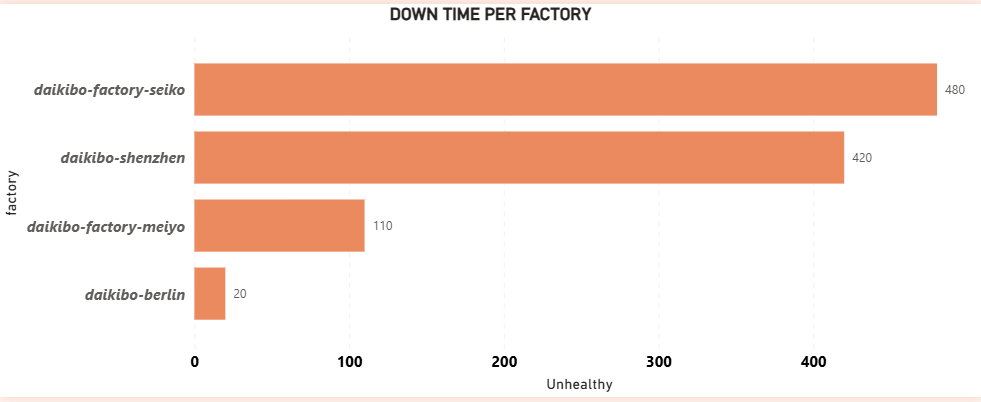 DOWN TIME PER FACTORY
daikibo-factory-seiko 480
daikibo-shenzhen 420
factory
daikibo-factory-meiyo 110
daikibo-berlin 20
0 100 200 300 400
Unhealthy